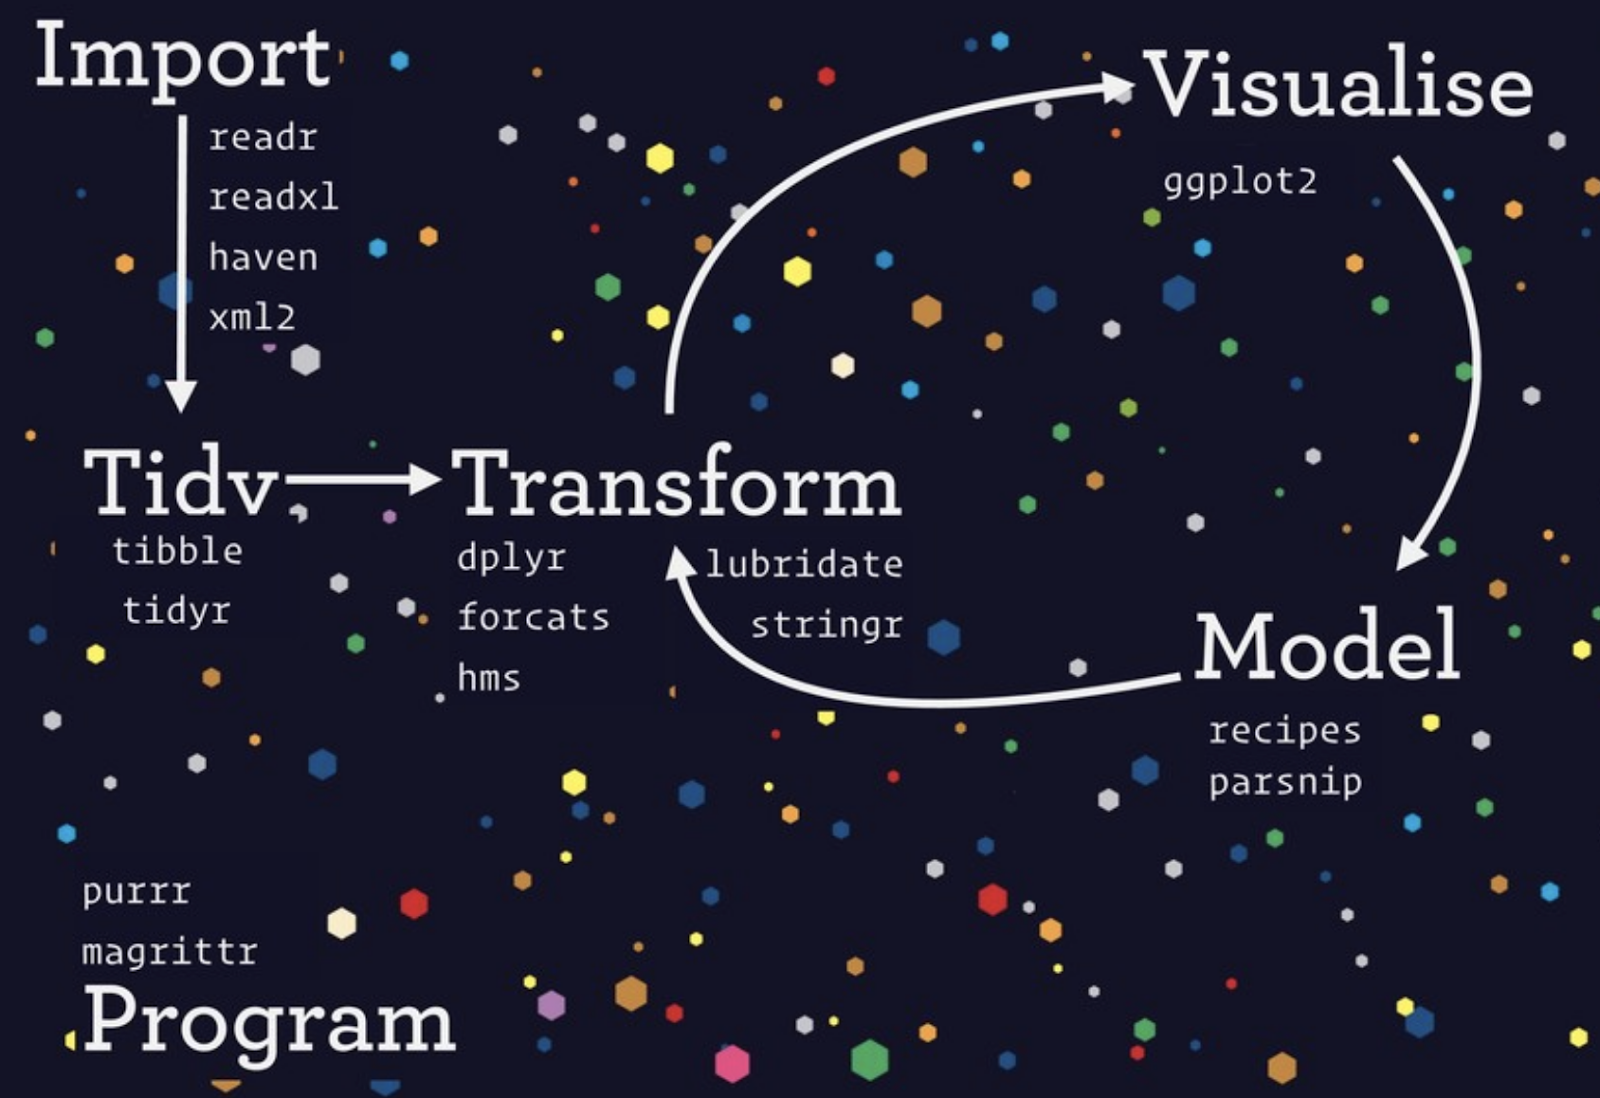 Import
readr
readxl
haven
xml2
Visualise
ggplot2
Tidv
tibble
tidyr
Transform
dplyr
forcats
hms
lubridate
stringr
Model
recipes
parsnip
purrr
magrittr
Program